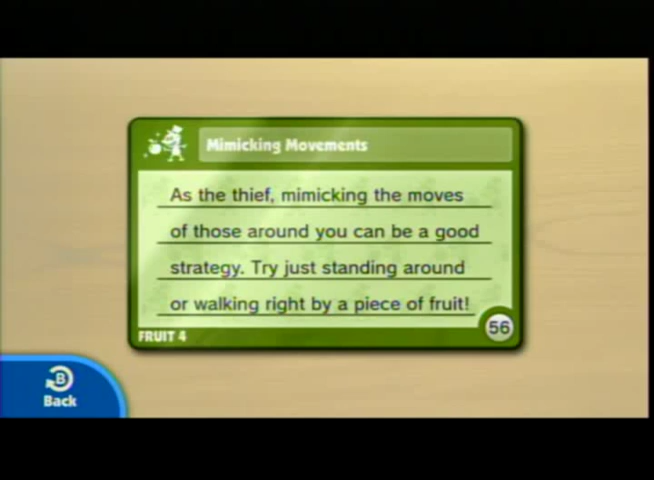 Mimicking Movements
As the thief, mimicking the moves
of those around you can be a good
strategy. Try just standing around
or walking right by a piece of fruit!
FRUIT 4
56
B
Back